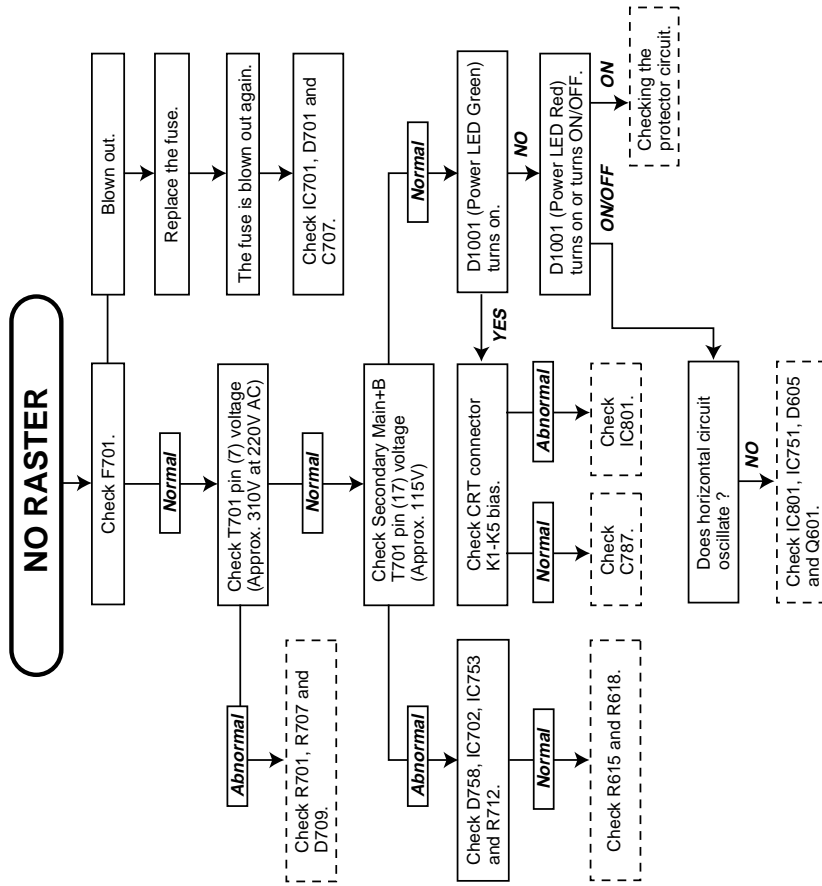 NO RASTER
Check F701.
Blown out.
Replace the fuse.
The fuse is blown out again.
Check IC701, D701 and
C707.
Normal
Check T701 pin (7) voltage
(Approx. 310V at 220V AC)
Abnormal
Check R701, R707 and
D709.
Normal
Check Secondary Main+B
T701 pin (17) voltage
(Approx. 115V)
Abnormal
Check D758, IC702, IC753
and R712.
Normal
Check R615 and R618.
Normal
D1001 (Power LED Green)
turns on.
YES
Check CRT connector
K1-K5 bias.
Normal
Check
C787.
Abnormal
Check
IC801.
NO
D1001 (Power LED Red)
turns on or turns ON/OFF.
ON
Checking the
protector circuit.
ON/OFF
Does horizontal circuit
oscillate ?
NO
Check IC801, IC751, D605
and Q601.